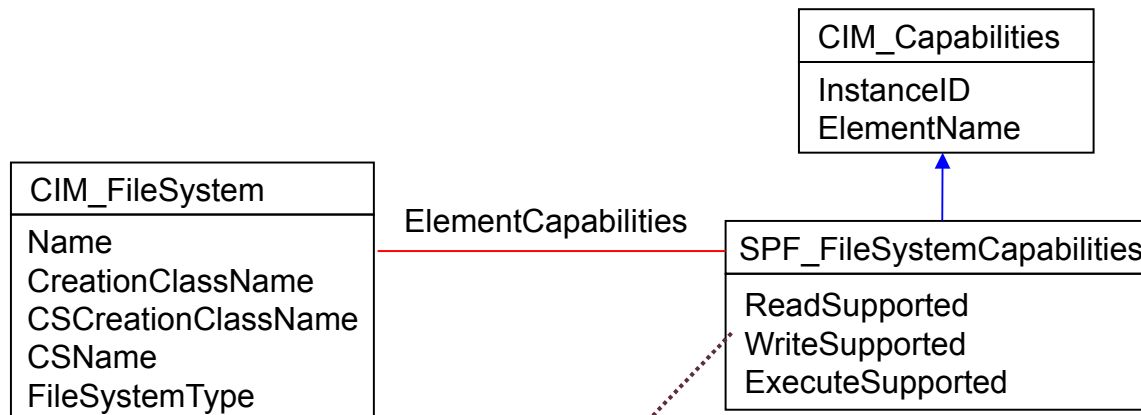 CIM_Capabilities
InstanceID
ElementName
CIM_FileSystem
Name
CreationClassName
CSCreationClassName
CSName
FileSystemType
ElementCapabilities
SPF_FileSystemCapabilities
ReadSupported
WriteSupported
ExecuteSupported